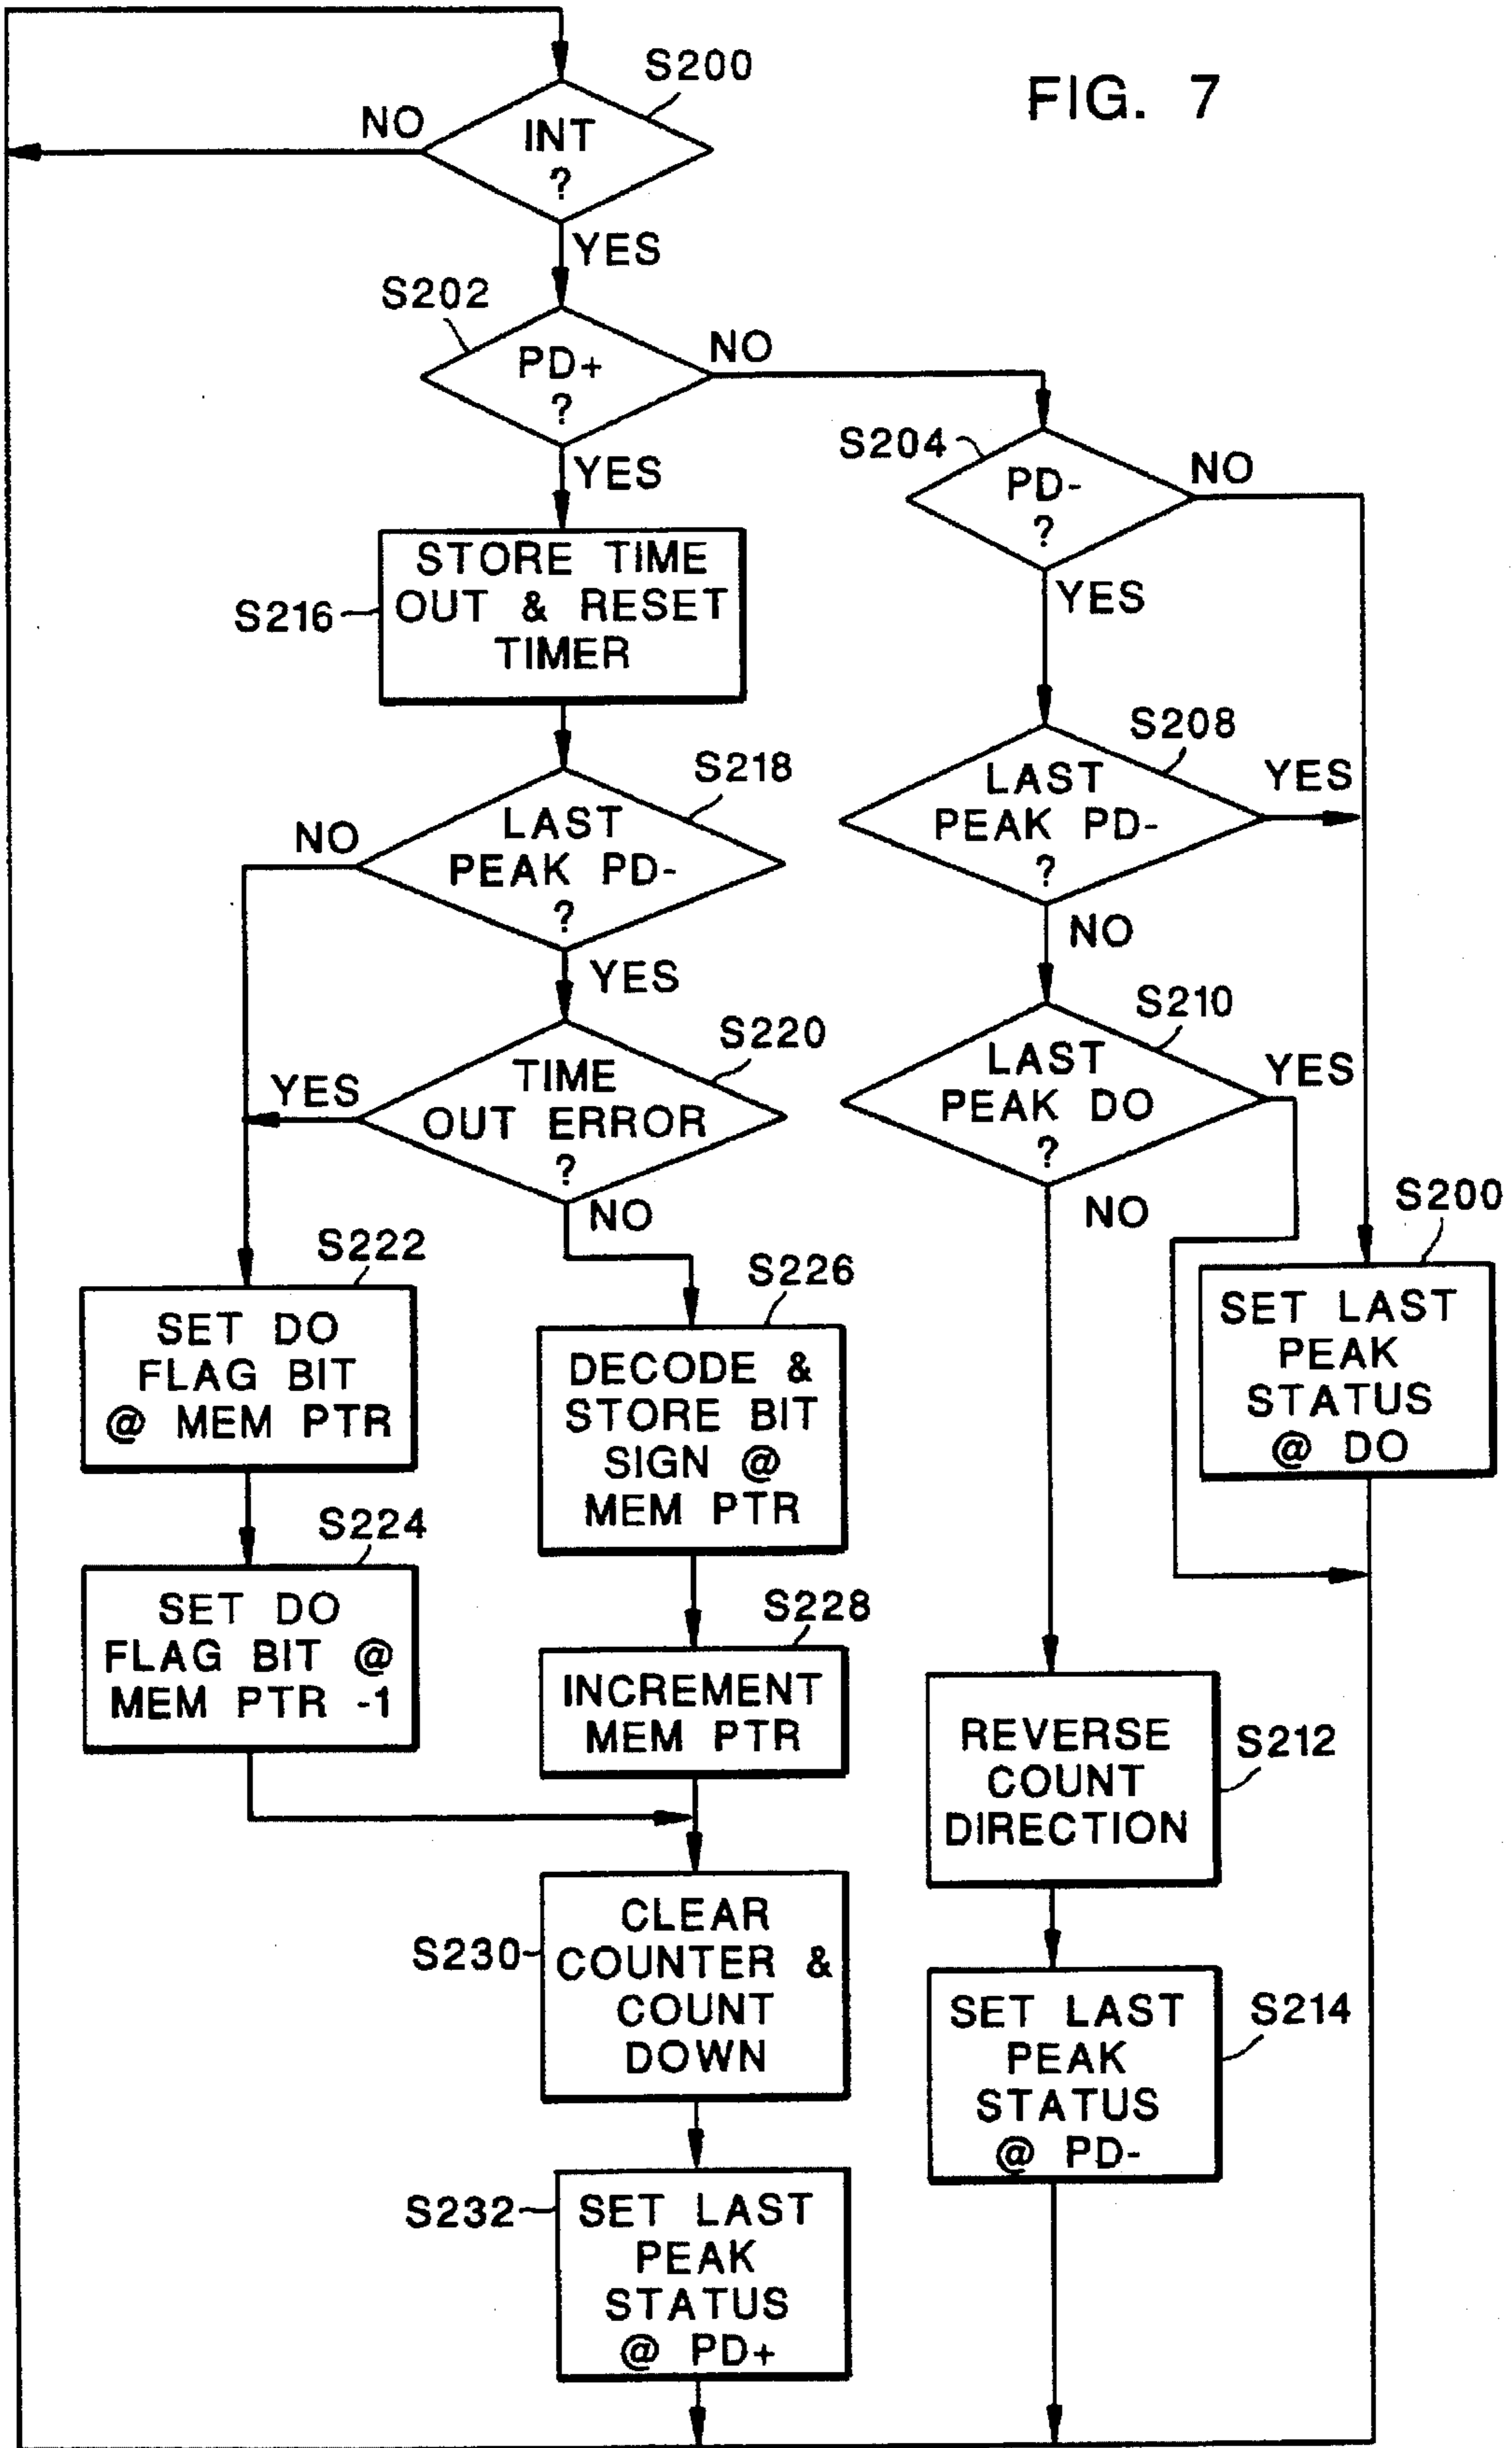 FIG. 7
S200
INT
?
NO
YES
S202
PD+
?
NO
YES
S204
PD-
?
NO
YES
S216
STORE TIME
OUT & RESET
TIMER
S218
LAST
PEAK PD-
?
NO
YES
S208
LAST
PEAK PD-
?
YES
NO
S220
TIME
OUT ERROR
?
YES
NO
S210
LAST
PEAK DO
?
YES
NO
S200
SET LAST
PEAK
STATUS
@ DO
S222
SET DO
FLAG BIT
@ MEM PTR
S226
DECODE &
STORE BIT
SIGN @
MEM PTR
S224
SET DO
FLAG BIT @
MEM PTR -1
S228
INCREMENT
MEM PTR
S212
REVERSE
COUNT
DIRECTION
S230
CLEAR
COUNTER &
COUNT
DOWN
S214
SET LAST
PEAK
STATUS
@ PD-
S232
SET LAST
PEAK
STATUS
@ PD+